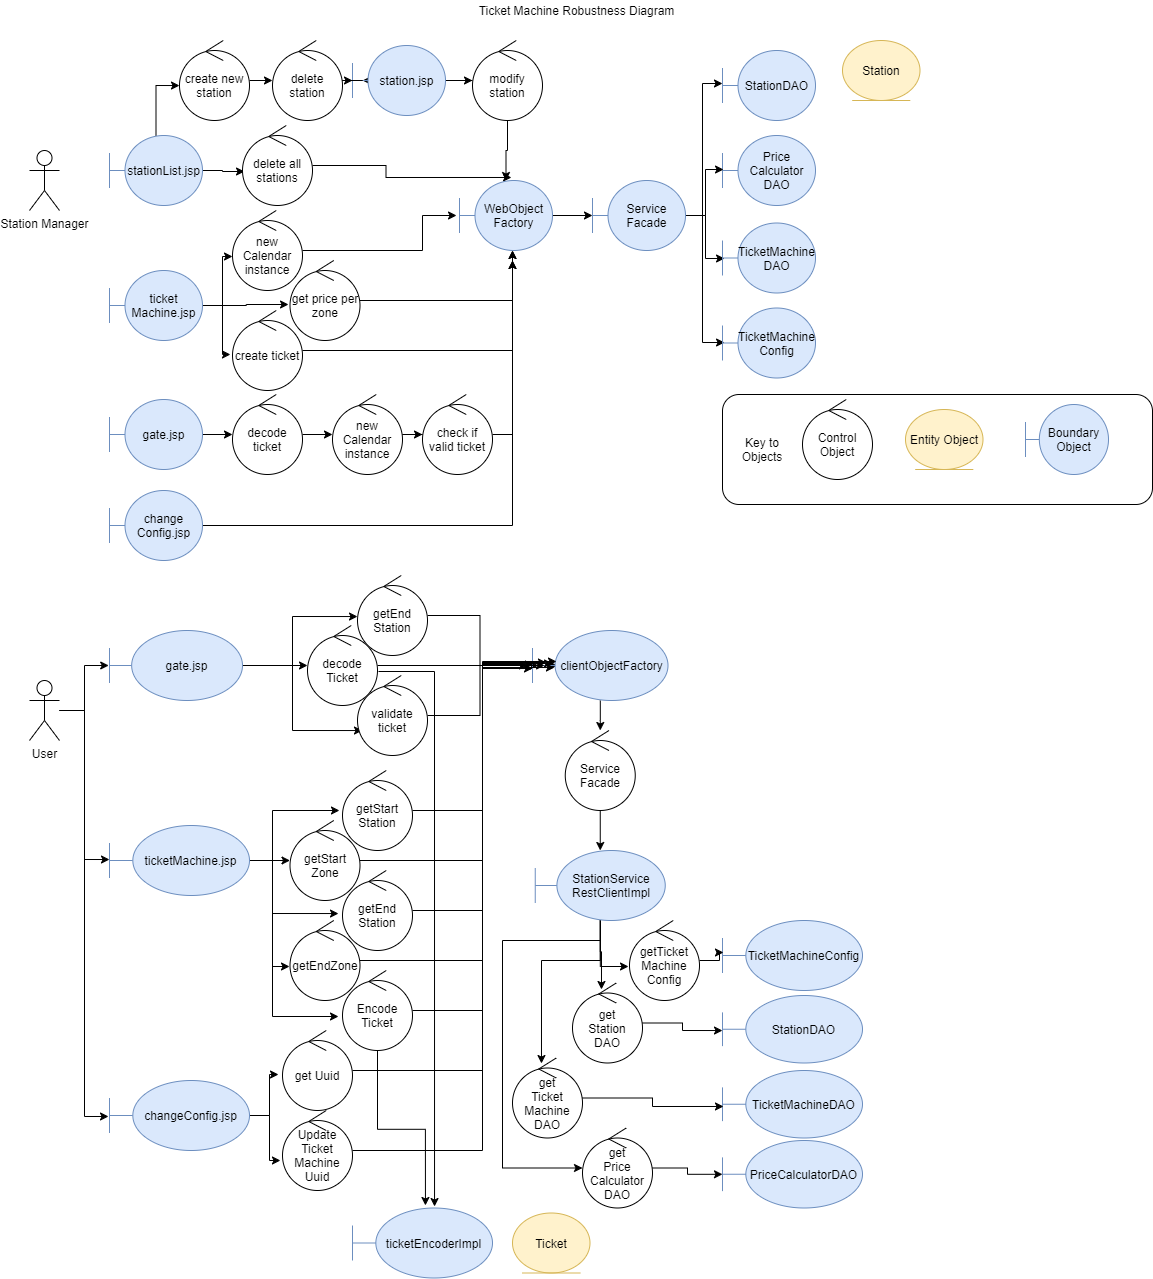 Ticket Machine Robustness Diagram
create new
station
delete
station
station.jsp
modify
station
StationDAO
Station
stationList.jsp
delete all
stations
Station Manager
Price
Calculator
DAO
WebObject
Factory
Service
Facade
new
Calendar
instance
TicketMachine
DAO
ticket
Machine.jsp
get price per
zone
create ticket
TicketMachine
Config
gate.jsp
decode
ticket
new
Calendar
instance
check if
valid ticket
Key to
Objects
Control
Object
Entity Object
Boundary
Object
change
Config.jsp
getEnd
Station
gate.jsp
decode
Ticket
clientObjectFactory
validate
ticket
User
Service
Facade
getStart
Station
ticketMachine.jsp
getStart
Zone
StationService
RestClientImpl
getEnd
Station
getEndZone
getTicket
Machine
Config
TicketMachineConfig
Encode
Ticket
get
Station
DAO
StationDAO
get Uuid
get
Ticket
Machine
DAO
TicketMachineDAO
changeConfig.jsp
Update
Ticket
Machine
Uuid
get
Price
Calculator
DAO
PriceCalculatorDAO
ticketEncoderImpl
Ticket